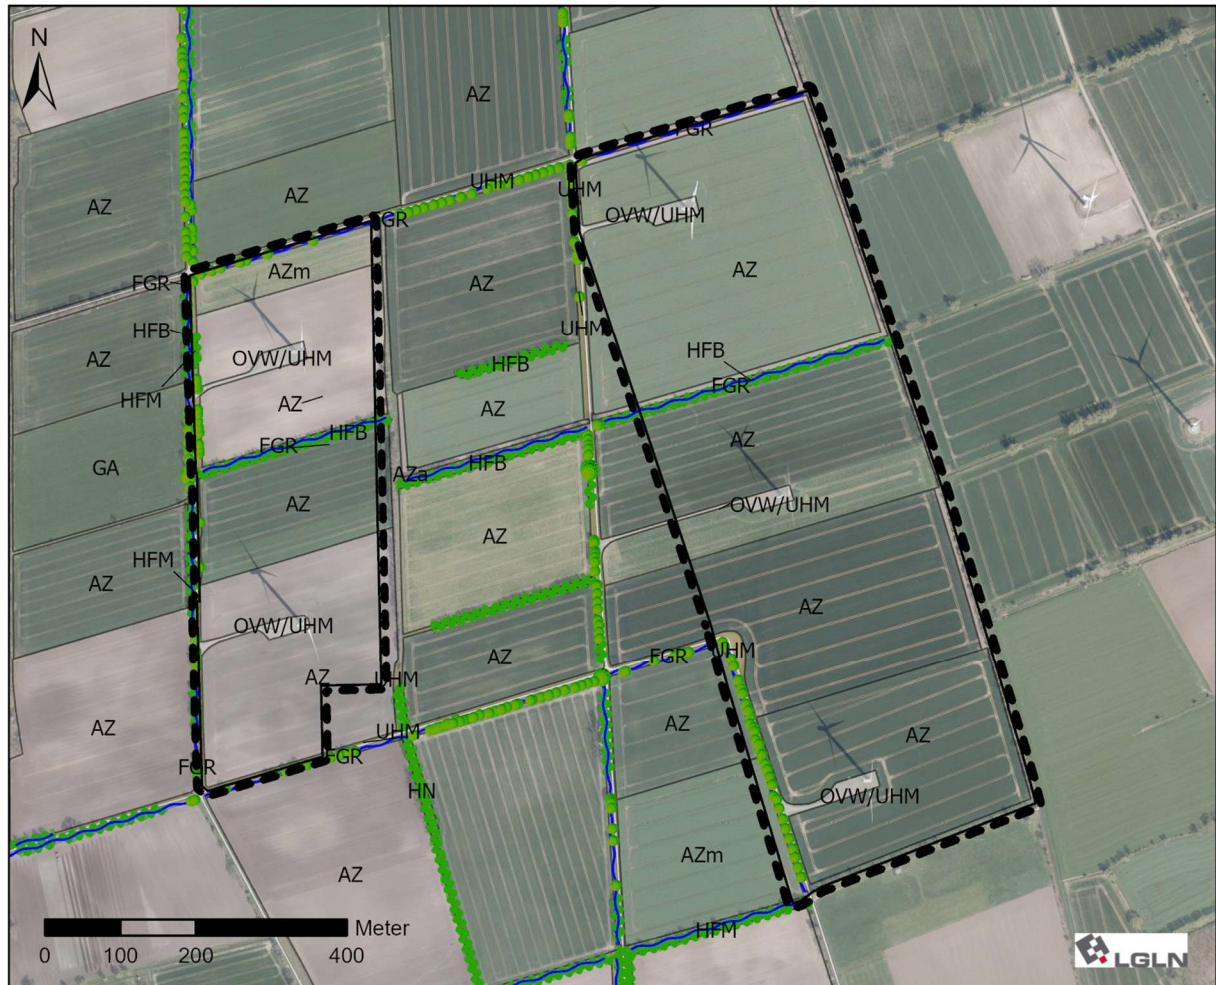 N
AZ
FGR
UHM
AZ
UHM
AZ
OVW/UHM
GR
AZm
AZ
AZ
FGR
HFB
UHM
HFB
OVW/UHM
AZ
HFB
FGR
HFM
AZ
AZ
AZ
HFB
FGR
HFB
AZa
GA
AZ
OVW/UHM
AZ
HFM
AZ
AZ
OVW/UHM
UHM
FGR
AZ
AZ
UHM
AZ
UHM
AZ
AZ
FGR
FGR
HN
OVW/UHM
AZm
AZ
HFM
Meter
0 100 200 400
LGLN